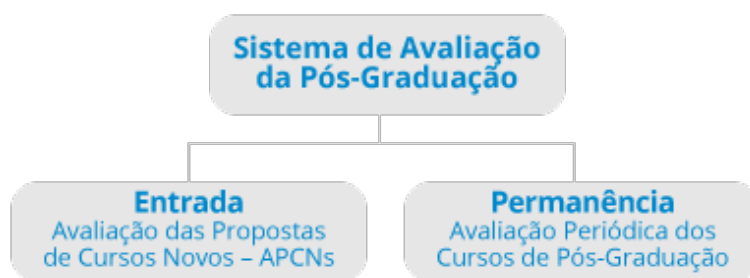 Sistema de Avaliação
da Pós-Graduação
Entrada
Avaliação das Propostas
de Cursos Novos – APCNs
Permanência
Avaliação Periódica dos
Cursos de Pós-Graduação